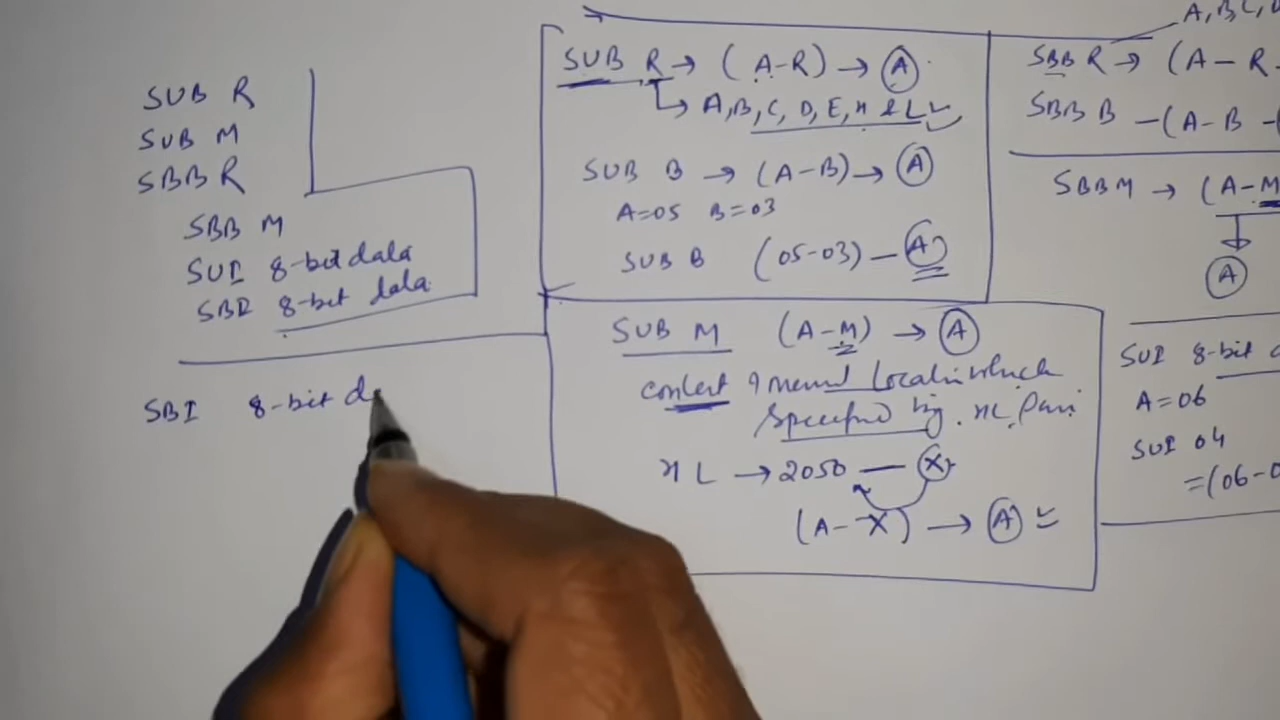 SUB R
SUB M
SBB R
SBB M
SUI 8-bit data
SBI 8-bit data
SBI 8-bit d
SUB R → (A-R) → A
A, B, C, D, E, H & L
SUB B → (A-B) → A
A=05 B=03
SUB B (05-03) — A
SUB M (A-M) → A
content of location which
specified by HL Pair
HL → 2050 — X
(A-X) → A
A, B, C, D
SBB R → (A - R -
SBB B - (A - B -
SBB M → (A-M
A
SUI 8-bit d
A=06
SUI 04
=(06-0